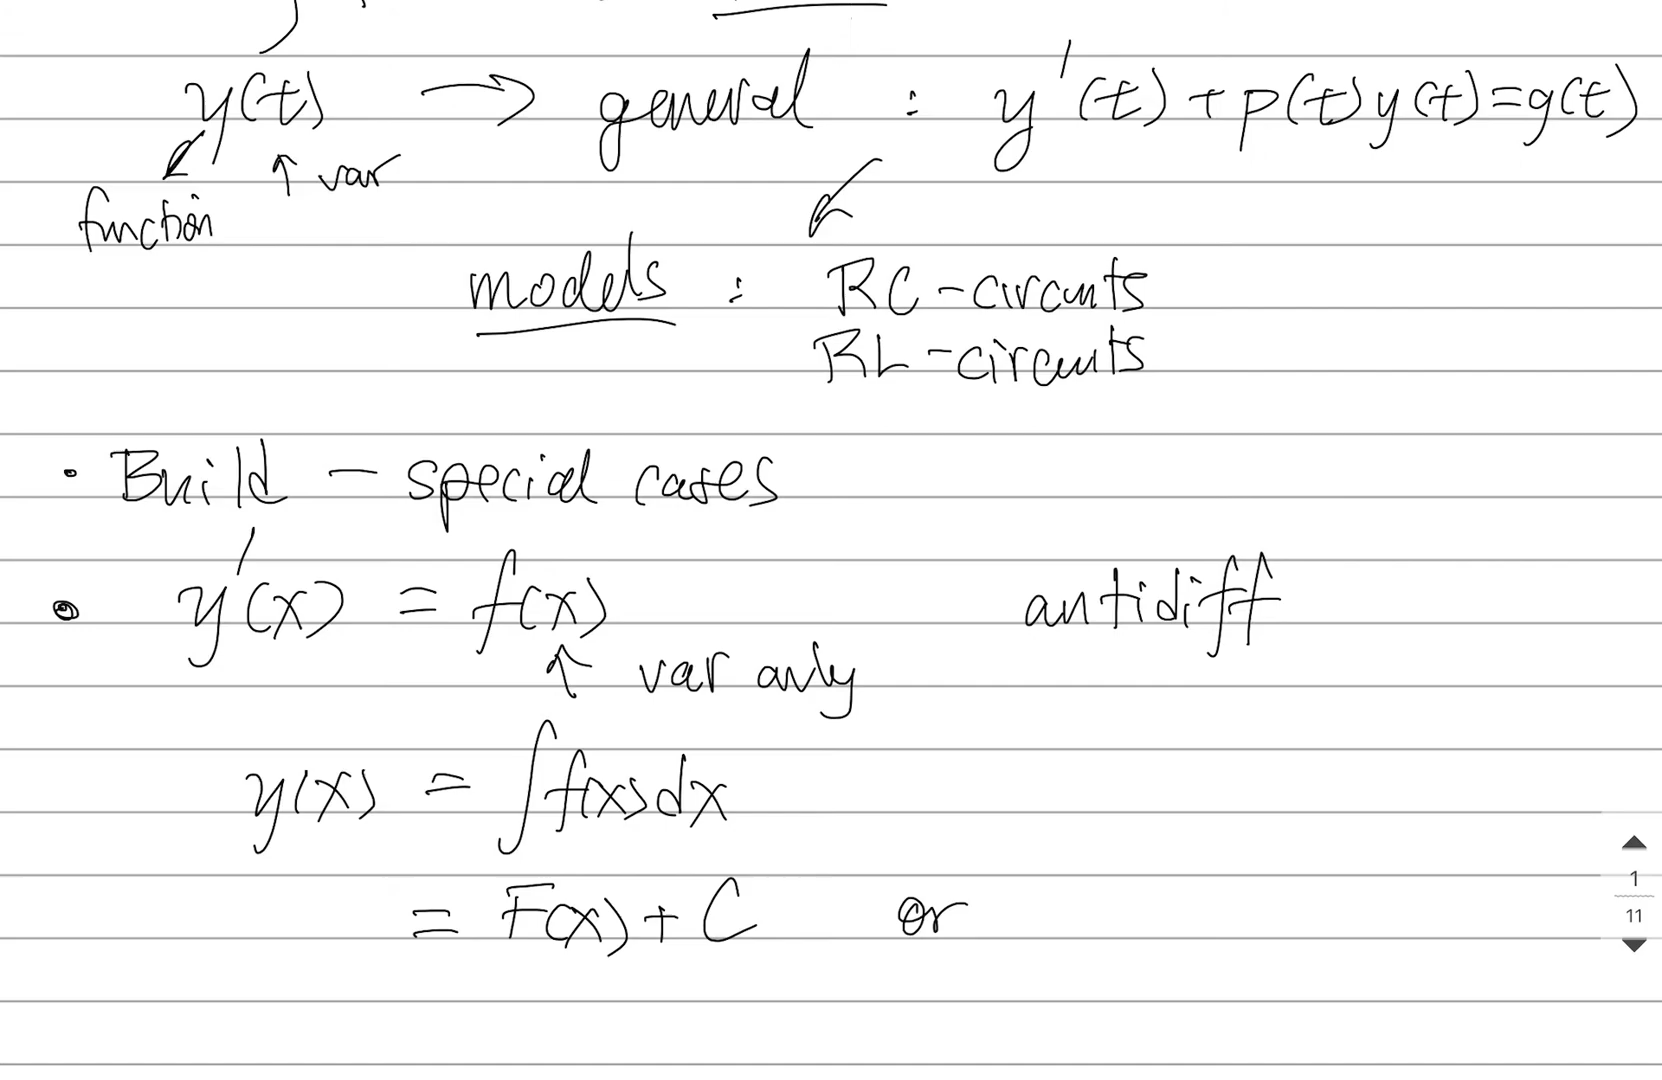 y(t) → general : y'(t) + p(t)y(t) = g(t)
↑ var
function
models : RC-circuits
RL-circuits
· Build - special cases
• y'(x) = f(x) antidiff
↑ var only
y(x) = ∫f(x)dx
= F(x) + C or
1
11